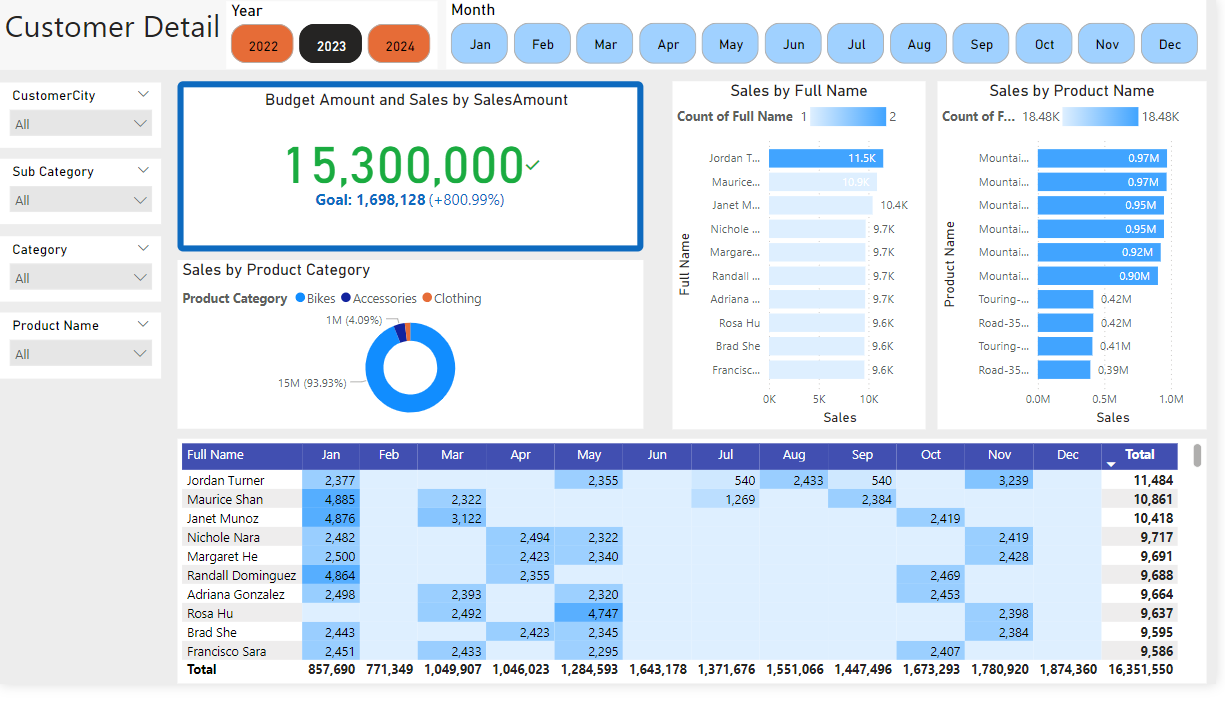 Customer Detail
Year
2022 2023 2024
Month
Jan Feb Mar Apr May Jun Jul Aug Sep Oct Nov Dec
CustomerCity
All
Sub Category
All
Category
All
Product Name
All
Budget Amount and Sales by SalesAmount
15,300,000
Goal: 1,698,128 (+800.99%)
Sales by Product Category
Product Category Bikes Accessories Clothing
1M (4.09%)
15M (93.93%)
Sales by Full Name
Count of Full Name 1 2
Full Name
Jordan T... 11.5K
Maurice... 10.9K
Janet M... 10.4K
Nichole ... 9.7K
Margare... 9.7K
Randall ... 9.7K
Adriana ... 9.7K
Rosa Hu 9.6K
Brad She 9.6K
Francisc... 9.6K
0K 5K 10K
Sales
Sales by Product Name
Count of F... 18.48K 18.48K
Product Name
Mountai... 0.97M
Mountai... 0.97M
Mountai... 0.95M
Mountai... 0.95M
Mountai... 0.92M
Mountai... 0.90M
Touring-... 0.42M
Road-35... 0.42M
Touring-... 0.41M
Road-35... 0.39M
0.0M 0.5M 1.0M
Sales
Full Name Jan Feb Mar Apr May Jun Jul Aug Sep Oct Nov Dec Total
Jordan Turner 2,377 2,355 540 2,433 540 3,239 11,484
Maurice Shan 4,885 2,322 1,269 2,384 10,861
Janet Munoz 4,876 3,122 2,419 10,418
Nichole Nara 2,482 2,494 2,322 2,419 9,717
Margaret He 2,500 2,423 2,340 2,428 9,691
Randall Dominguez 4,864 2,355 2,469 9,688
Adriana Gonzalez 2,498 2,393 2,320 2,453 9,664
Rosa Hu 2,492 4,747 2,398 9,637
Brad She 2,443 2,423 2,345 2,384 9,595
Francisco Sara 2,451 2,433 2,295 2,407 9,586
Total 857,690 771,349 1,049,907 1,046,023 1,284,593 1,643,178 1,371,676 1,551,066 1,447,496 1,673,293 1,780,920 1,874,360 16,351,550